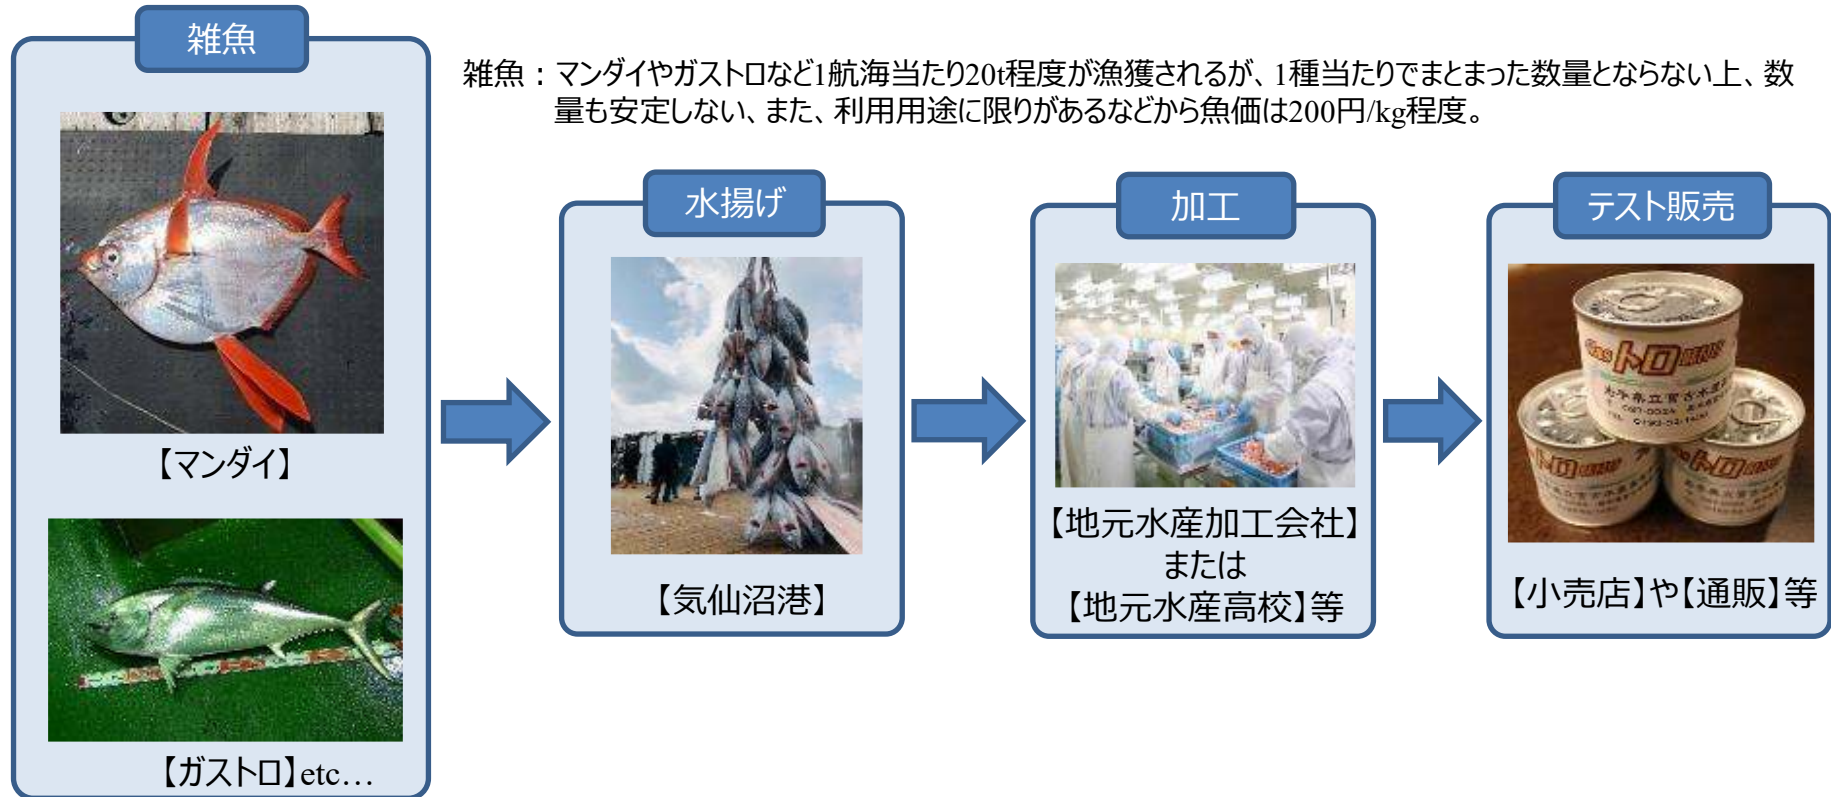 雑魚
雑魚：マンダイやガストロなど1航海当たり20t程度が漁獲されるが、1種当たりでまとまった数量とならない上、数
量も安定しない、また、利用用途に限りがあるなどから魚価は200円/kg程度。
【マンダイ】
【ガストロ】etc…
水揚げ
【気仙沼港】
加工
【地元水産加工会社】
または
【地元水産高校】等
テスト販売
トロ
【小売店】や【通販】等